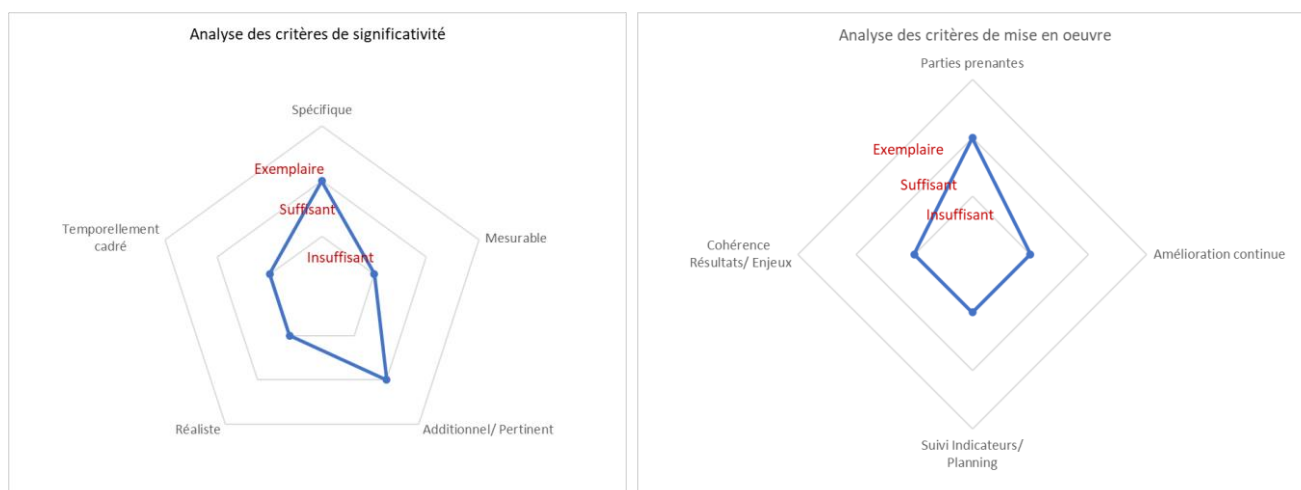 Analyse des critères de significativité
Spécifique
Exemplaire
Suffisant
Temporellement
cadré
Mesurable
Insuffisant
Réaliste
Additionnel/ Pertinent
Analyse des critères de mise en oeuvre
Parties prenantes
Exemplaire
Suffisant
Insuffisant
Cohérence
Résultats/ Enjeux
Amélioration continue
Suivi Indicateurs/
Planning